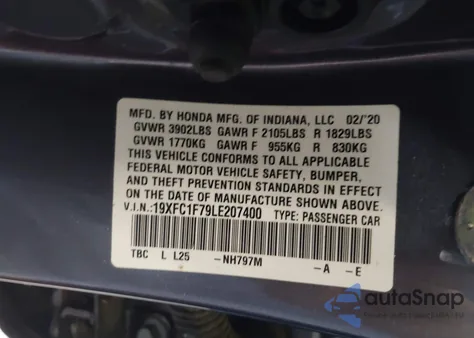 MFD. BY HONDA MFG. OF INDIANA, LLC 02/'20
GVWR 3902LBS GAWR F 2105LBS R 1829LBS
GVWR 1770KG GAWR F 955KG R 830KG
THIS VEHICLE CONFORMS TO ALL APPLICABLE
FEDERAL MOTOR VEHICLE SAFETY, BUMPER,
AND THEFT PREVENTION STANDARDS IN EFFECT
ON THE DATE OF MANUFACTURE SHOWN ABOVE.
V.I.N.:19XFC1F79LE207400 TYPE: PASSENGER CAR
TBC L L25 -NH797M -A -E
autoSnap